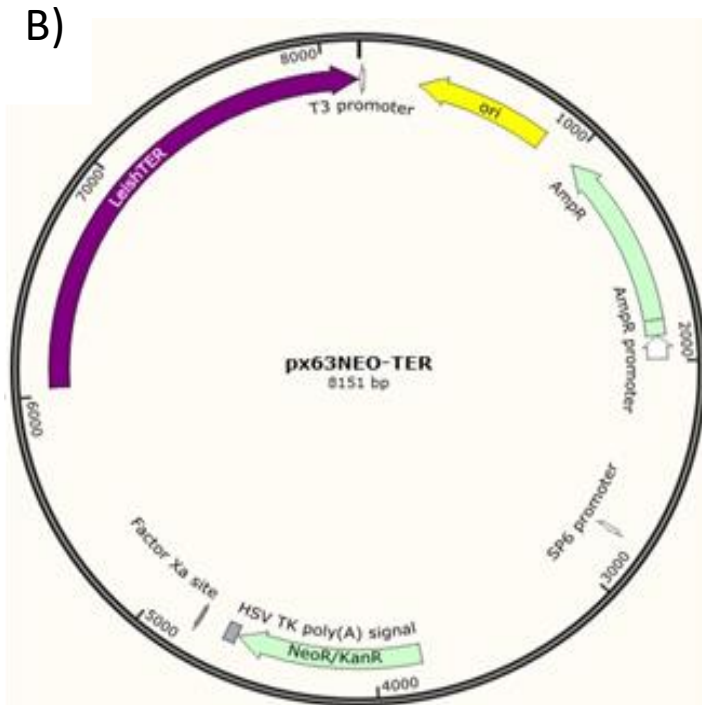 B)
8000
T3 promoter
ori
1000
AmpR
AmpR promoter
2000
LeishTER
7000
px63NEO-TER
8151 bp
6000
SP6 promoter
3000
Factor Xa site
5000
HSV TK poly(A) signal
NeoR/KanR
4000